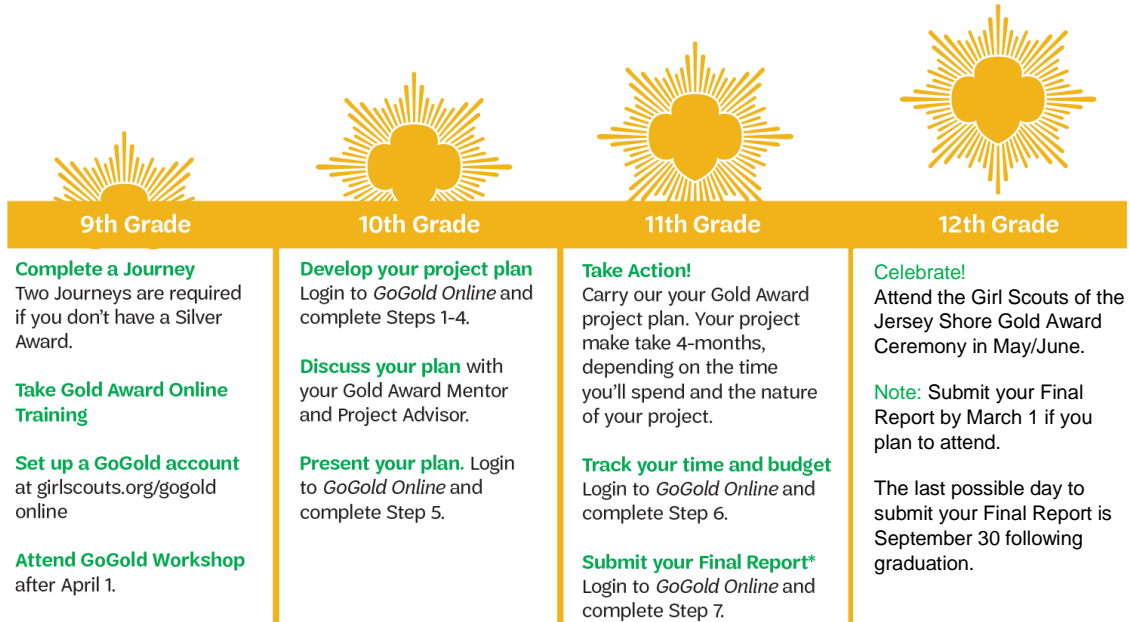 9th Grade
Complete a Journey
Two Journeys are required
if you don't have a Silver
Award.
Take Gold Award Online
Training
Set up a GoGold account
at girlscouts.org/gogold
online
Attend GoGold Workshop
after April 1.
10th Grade
Develop your project plan
Login to GoGold Online and
complete Steps 1-4.
Discuss your plan with
your Gold Award Mentor
and Project Advisor.
Present your plan. Login
to GoGold Online and
complete Step 5.
11th Grade
Take Action!
Carry our your Gold Award
project plan. Your project
make take 4-months,
depending on the time
you'll spend and the nature
of your project.
Track your time and budget
Login to GoGold Online and
complete Step 6.
Submit your Final Report*
Login to GoGold Online and
complete Step 7.
12th Grade
Celebrate!
Attend the Girl Scouts of the
Jersey Shore Gold Award
Ceremony in May/June.
Note: Submit your Final
Report by March 1 if you
plan to attend.
The last possible day to
submit your Final Report is
September 30 following
graduation.